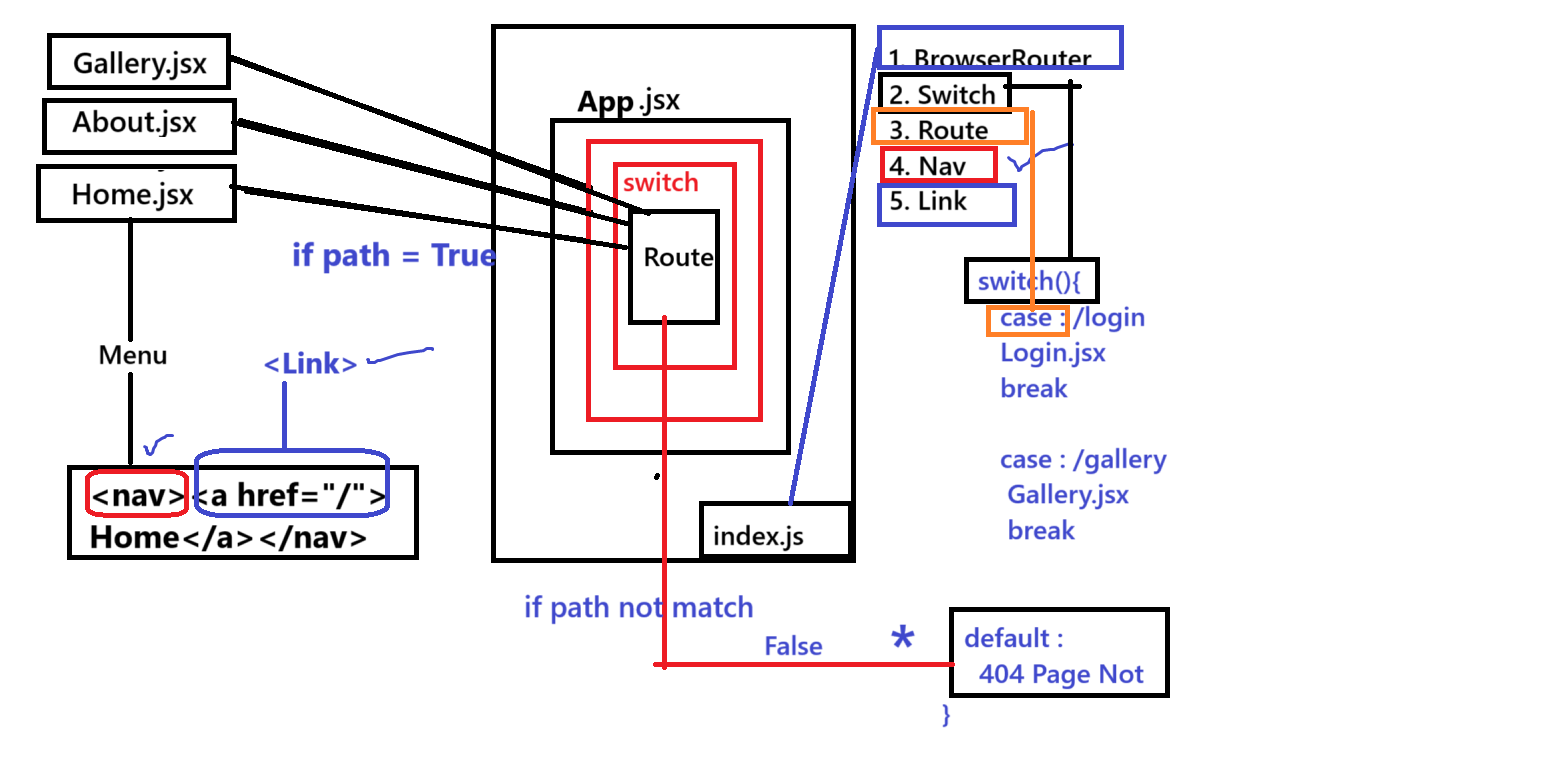 Gallery.jsx
About.jsx
Home.jsx
if path = True
Menu
<Link>
<nav><a href="/">
Home</a></nav>
App.jsx
switch
Route
index.js
1. BrowserRouter
2. Switch
3. Route
4. Nav
5. Link
switch(){
case : /login
Login.jsx
break
case : /gallery
Gallery.jsx
break
if path not match
False
*
default :
404 Page Not
}